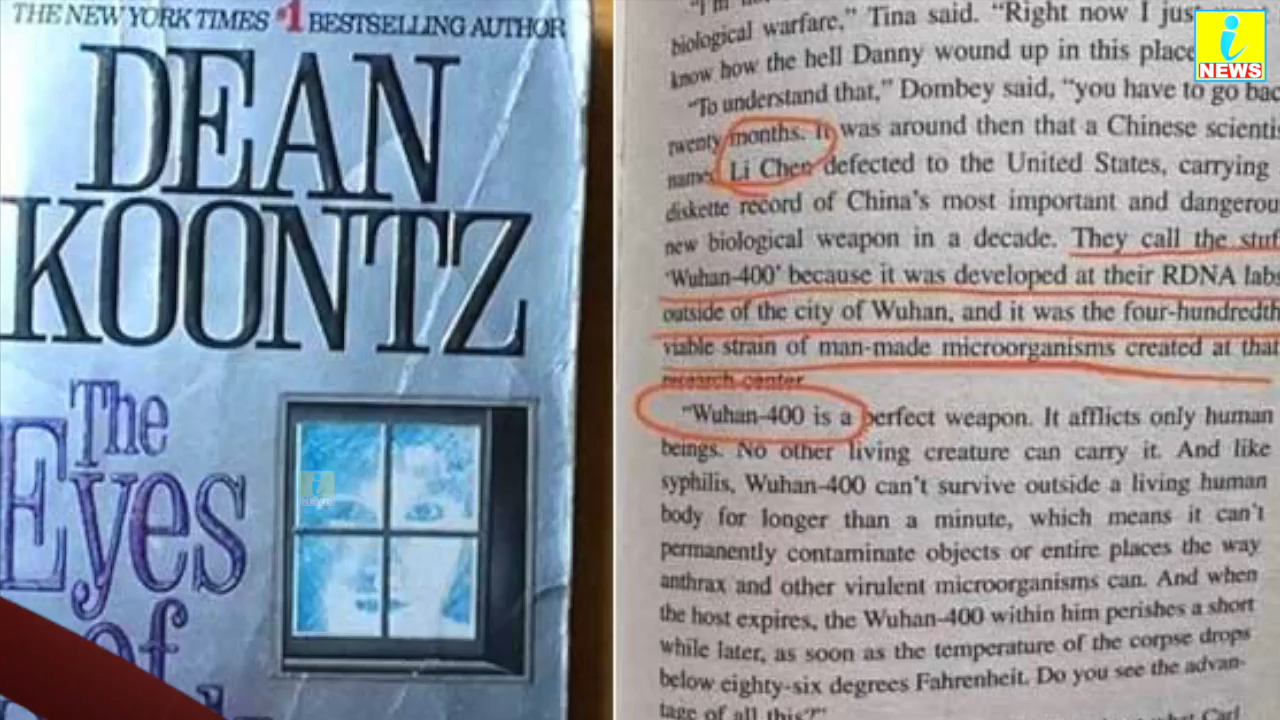 THE NEW YORK TIMES #1 BESTSELLING AUTHOR
DEAN
KOONTZ
The
Eyes
of
biological warfare," Tina said. "Right now I just
know how the hell Danny wound up in this place
"To understand that," Dombey said, "you have to go bac
twenty months. It was around then that a Chinese scienti
named Li Chen defected to the United States, carrying
diskette record of China's most important and dangerou
new biological weapon in a decade. They call the stuf
'Wuhan-400' because it was developed at their RDNA labs
outside of the city of Wuhan, and it was the four-hundredth
viable strain of man-made microorganisms created at that
research center
"Wuhan-400 is a perfect weapon. It afflicts only human
beings. No other living creature can carry it. And like
syphilis, Wuhan-400 can't survive outside a living human
body for longer than a minute, which means it can't
permanently contaminate objects or entire places the way
anthrax and other virulent microorganisms can. And when
the host expires, the Wuhan-400 within him perishes a short
while later, as soon as the temperature of the corpse drops
below eighty-six degrees Fahrenheit. Do you see the advan-
tage of all this?"
i
NEWS
i
NEWS